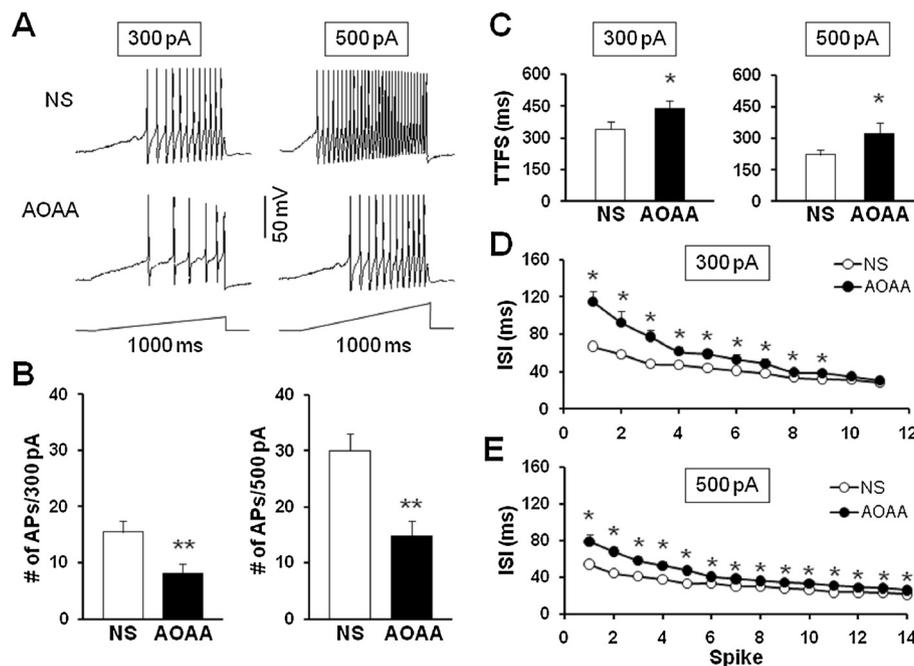 A
300 pA
500 pA
NS
AOAA
50 mV
1000 ms
1000 ms
B
# of APs/300 pA
40
30
20
10
0
**
NS
AOAA
# of APs/500 pA
40
30
20
10
0
**
NS
AOAA
C
300 pA
500 pA
TTFS (ms)
600
450
300
150
0
*
NS
AOAA
600
450
300
150
0
*
NS
AOAA
D
300 pA
NS
AOAA
ISI (ms)
160
120
80
40
0
* * * * * * * * *
0 2 4 6 8 10 12
E
500 pA
NS
AOAA
ISI (ms)
160
120
80
40
0
* * * * * * * * * * * * * *
0 2 4 6 8 10 12 14
Spike